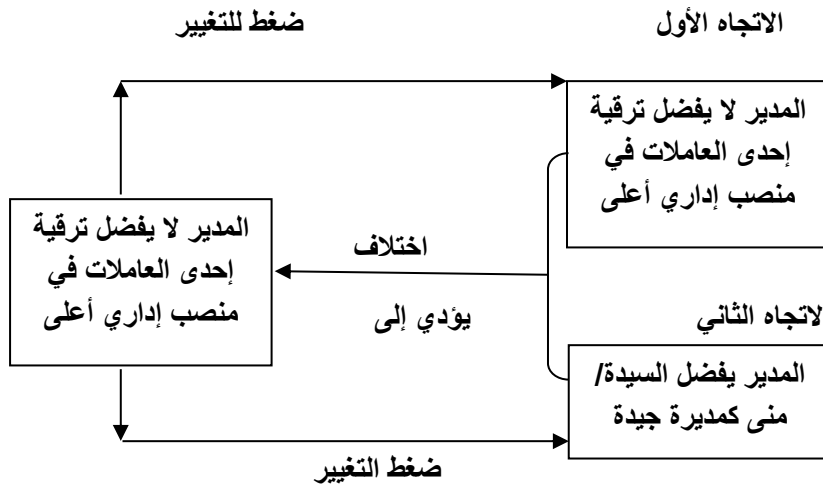 الاتجاه الأول
ضغط للتغيير
المدير لا يفضل ترقية
إحدى العاملات في
منصب إداري أعلى
المدير لا يفضل ترقية
إحدى العاملات في
منصب إداري أعلى
اختلاف
يؤدي إلى
لاتجاه الثاني
المدير يفضل السيدة/
منى كمديرة جيدة
ضغط التغيير